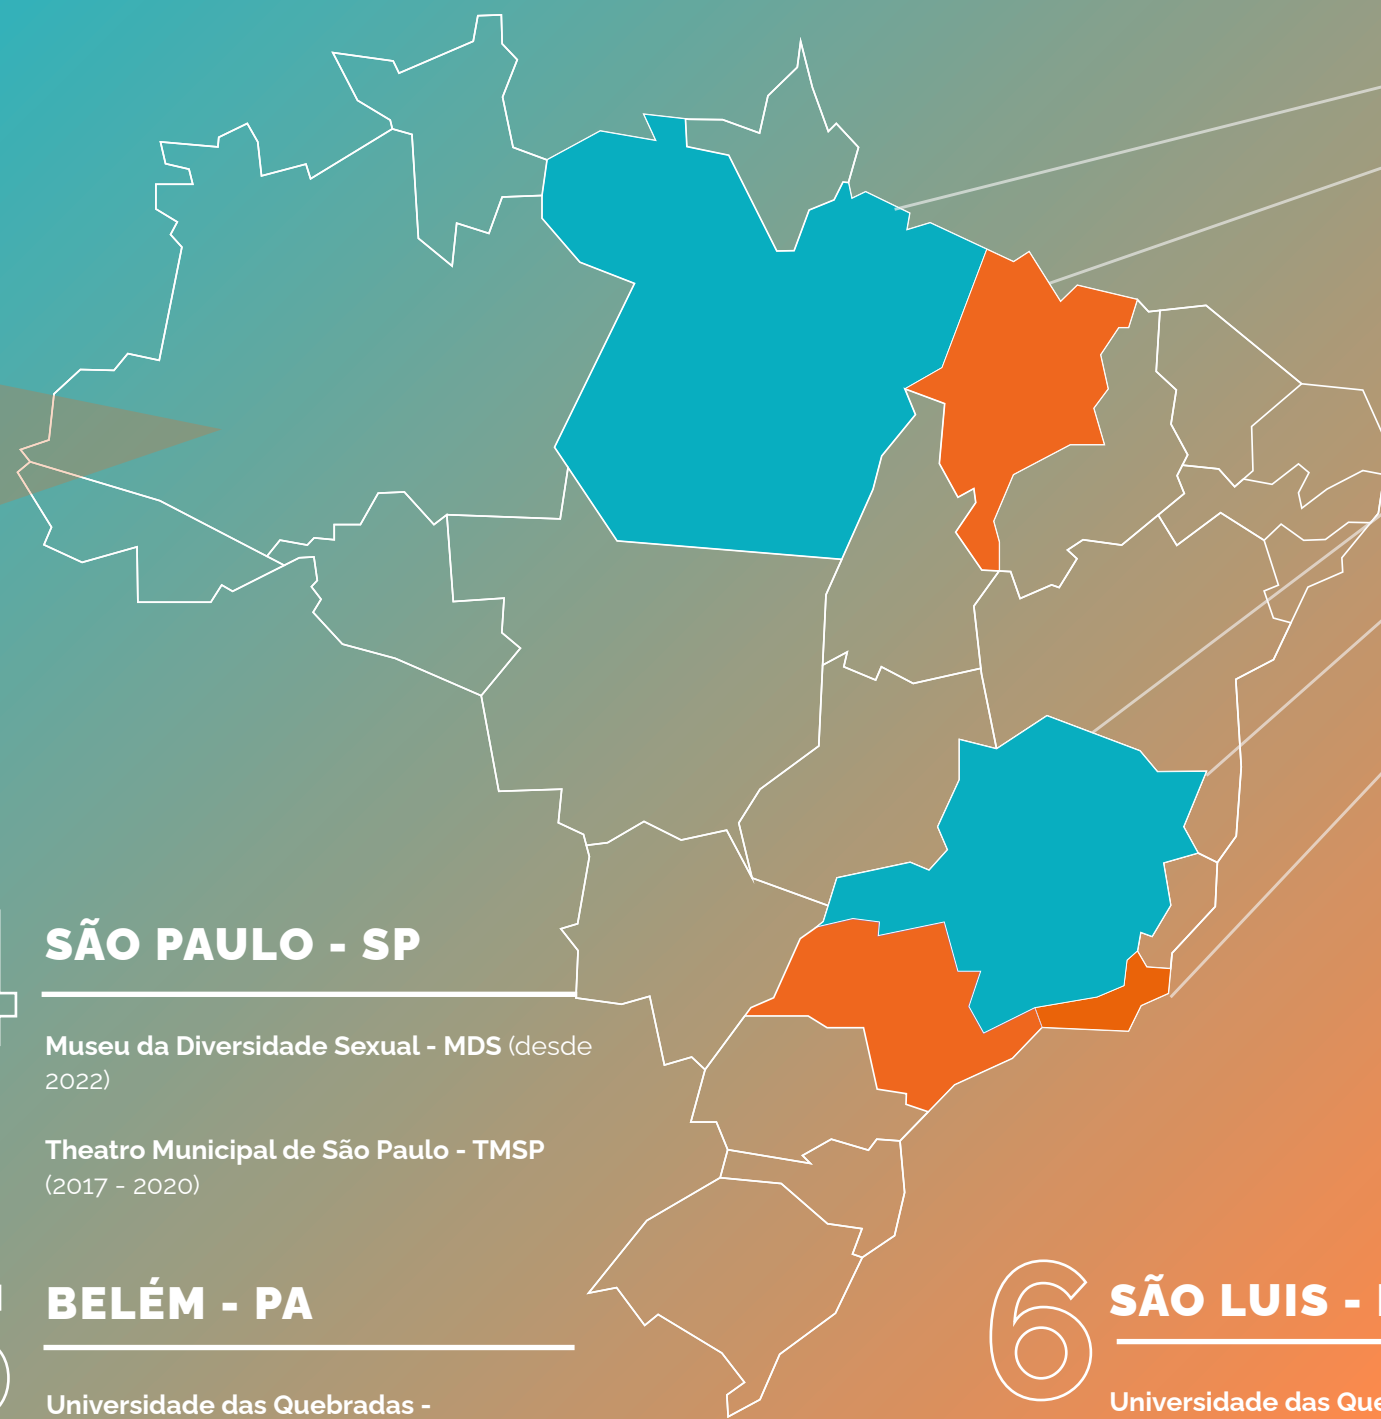 4
SÃO PAULO - SP
Museu da Diversidade Sexual - MDS (desde
2022)
Theatro Municipal de São Paulo - TMSP
(2017 - 2020)
BELÉM - PA
Universidade das Quebradas -
6
SÃO LUIS -
Universidade das Que